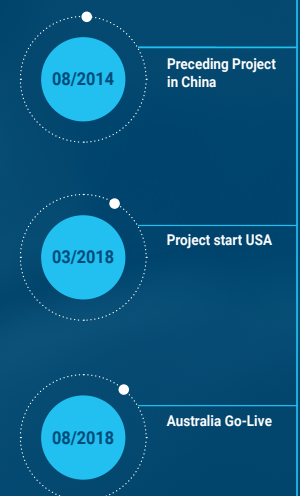 08/2014
Preceding Project
in China
03/2018
Project start USA
08/2018
Australia Go-Live